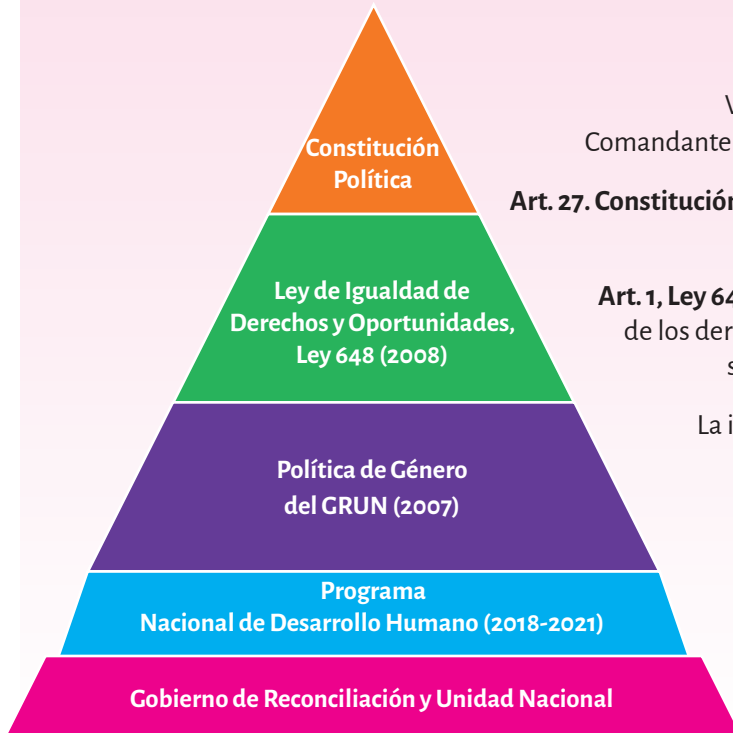 Constitución
Política
Ley de Igualdad de
Derechos y Oportunidades,
Ley 648 (2008)
Política de Género
del GRUN (2007)
Programa
Nacional de Desarrollo Humano (2018-2021)
Gobierno de Reconciliación y Unidad Nacional
Comandante
Art. 27. Constitución
Art. 1, Ley 64
de los der
s
La i